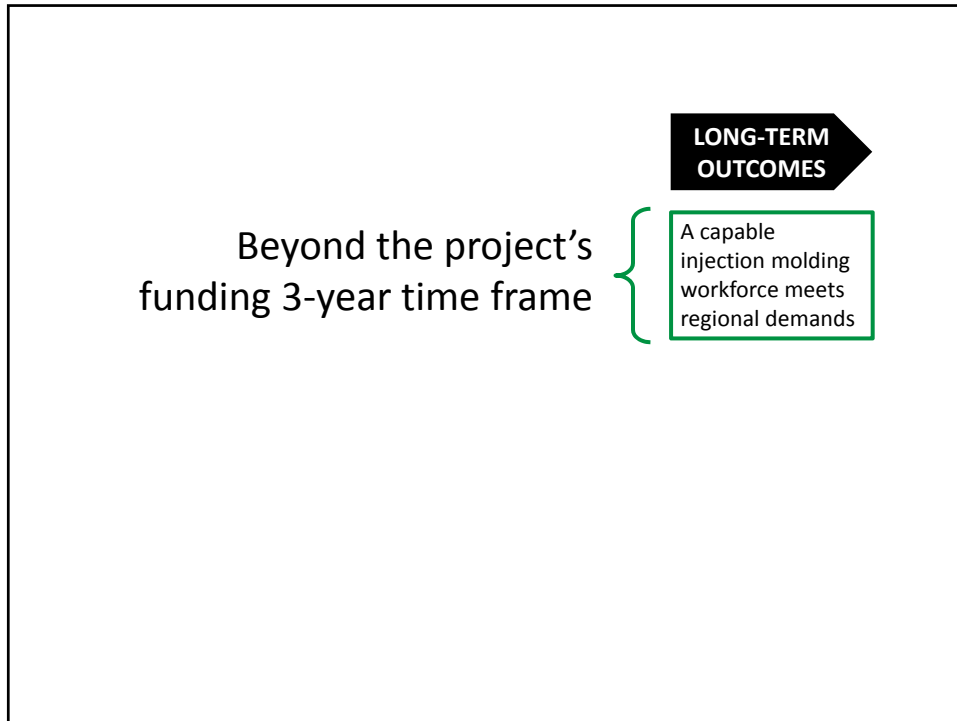 LONG-TERM
OUTCOMES
Beyond the project’s
funding 3-year time frame
A capable
injection molding
workforce meets
regional demands